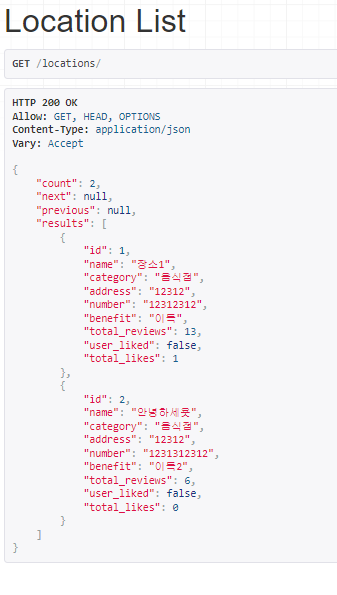 Location List
GET /locations/
HTTP 200 OK
Allow: GET, HEAD, OPTIONS
Content-Type: application/json
Vary: Accept
{
    "count": 2,
    "next": null,
    "previous": null,
    "results": [
        {
            "id": 1,
            "name": "장소1",
            "category": "음식점",
            "address": "12312",
            "number": "12312312",
            "benefit": "이득",
            "total_reviews": 13,
            "user_liked": false,
            "total_likes": 1
        },
        {
            "id": 2,
            "name": "안녕하세욧",
            "category": "음식점",
            "address": "12312",
            "number": "1231312312",
            "benefit": "이득2",
            "total_reviews": 6,
            "user_liked": false,
            "total_likes": 0
        }
    ]
}